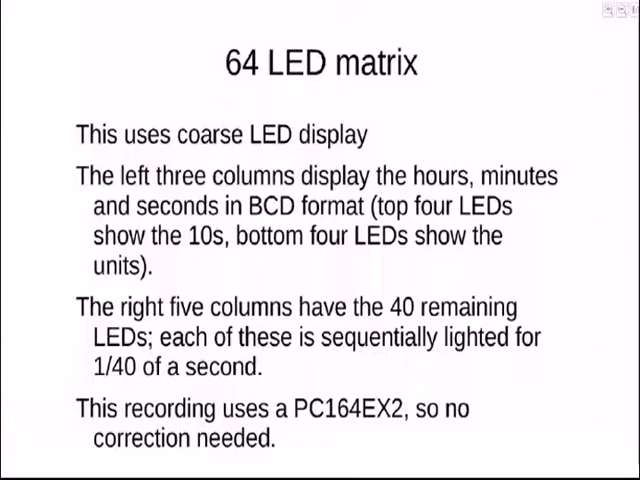 64 LED matrix
This uses coarse LED display
The left three columns display the hours, minutes
and seconds in BCD format (top four LEDs
show the 10s, bottom four LEDs show the
units).
The right five columns have the 40 remaining
LEDs; each of these is sequentially lighted for
1/40 of a second.
This recording uses a PC164EX2, so no
correction needed.